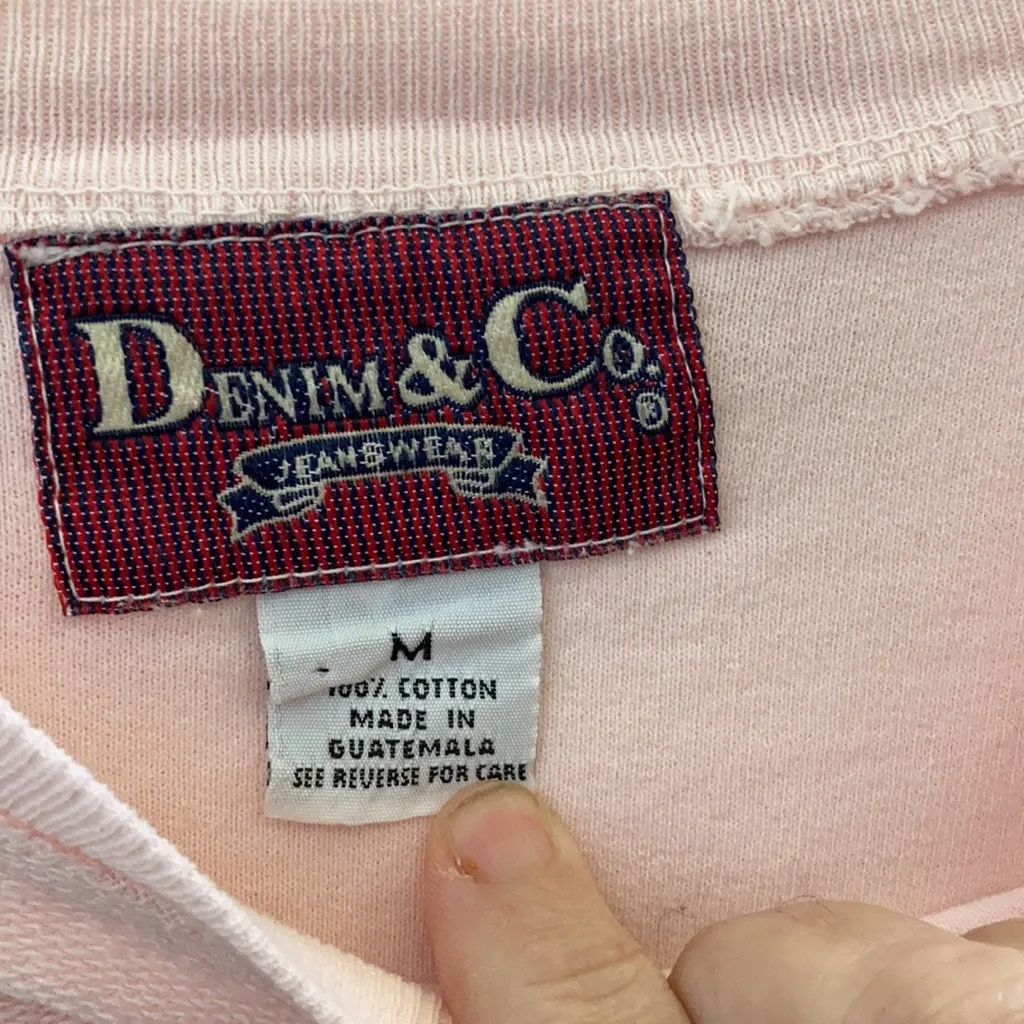 DENIM & CO.®
JEANSWEAR
M
100% COTTON
MADE IN
GUATEMALA
SEE REVERSE FOR CARE